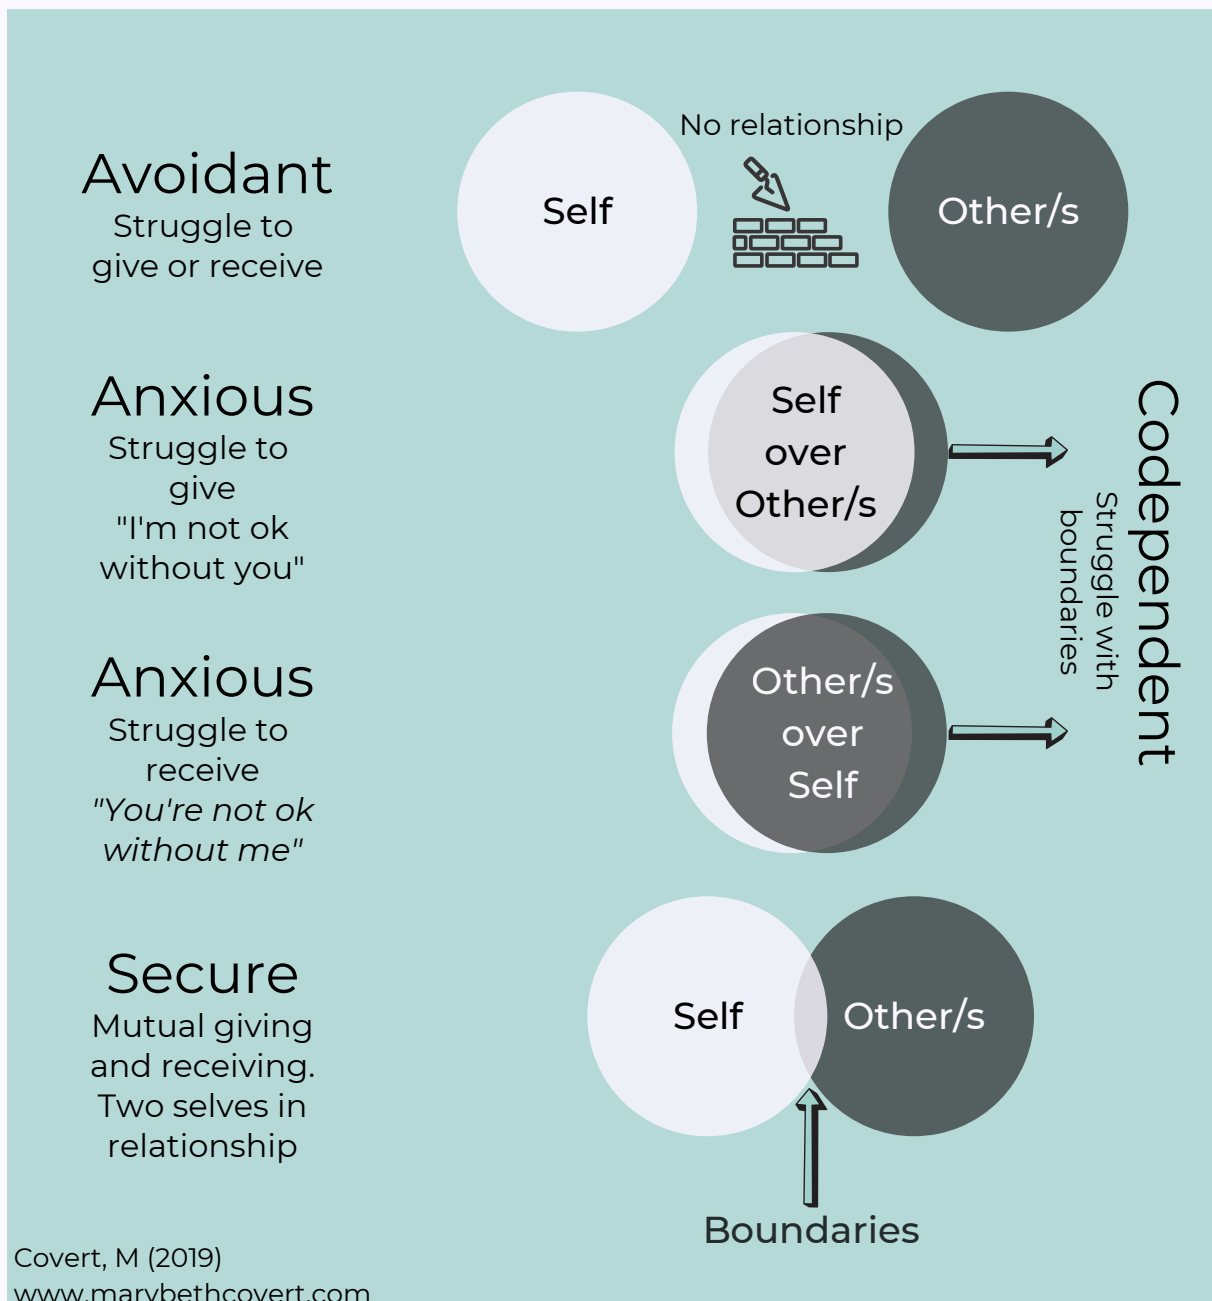 Avoidant
Struggle to
give or receive
Self
No relationship
Other/s
Anxious
Struggle to
give
"I'm not ok
without you"
Self
over
Other/s
Anxious
Struggle to
receive
"You're not ok
without me"
Other/s
over
Self
Codependent
Struggle with
boundaries
Secure
Mutual giving
and receiving.
Two selves in
relationship
Self
Other/s
Boundaries
Covert, M (2019)
www.marybethcovert.com